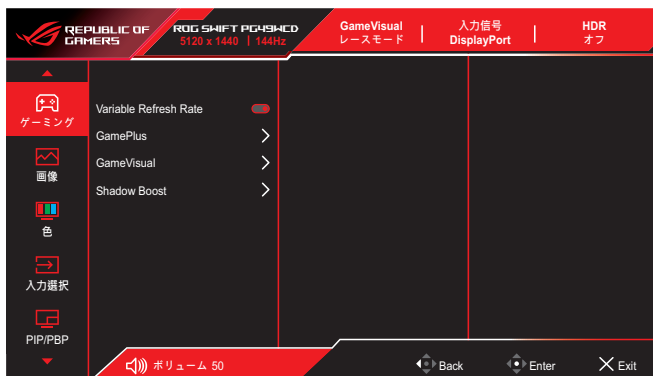 REPUBLIC OF
GAMERS
ROG SWIFT PG49WCD
5120 x 1440 | 144Hz
GameVisual
レースモード
入力信号
DisplayPort
HDR
オフ
ゲーミング
画像
色
入力選択
PIP/PBP
Variable Refresh Rate
GamePlus
GameVisual
Shadow Boost
ボリューム 50
Back
Enter
Exit